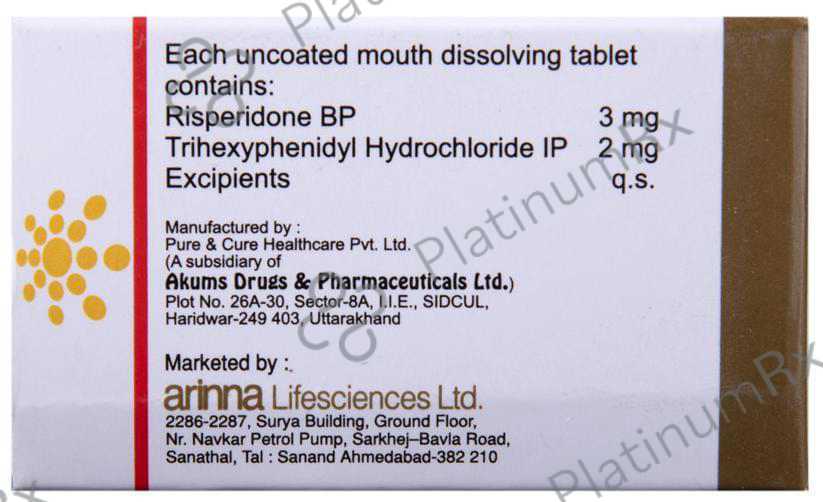 Each uncoated mouth dissolving tablet
contains:
Risperidone BP 3 mg
Trihexyphenidyl Hydrochloride IP 2 mg
Excipients q.s.
Manufactured by :
Pure & Cure Healthcare Pvt. Ltd.
(A subsidiary of
Akums Drugs & Pharmaceuticals Ltd.)
Plot No. 26A-30, Sector-8A, I.I.E., SIDCUL,
Haridwar-249 403, Uttarakhand
Marketed by :
arinna Lifesciences Ltd.
2286-2287, Surya Building, Ground Floor,
Nr. Navkar Petrol Pump, Sarkhej–Bavla Road,
Sanathal, Tal : Sanand Ahmedabad-382 210
PlatinumRx
PlatinumRx